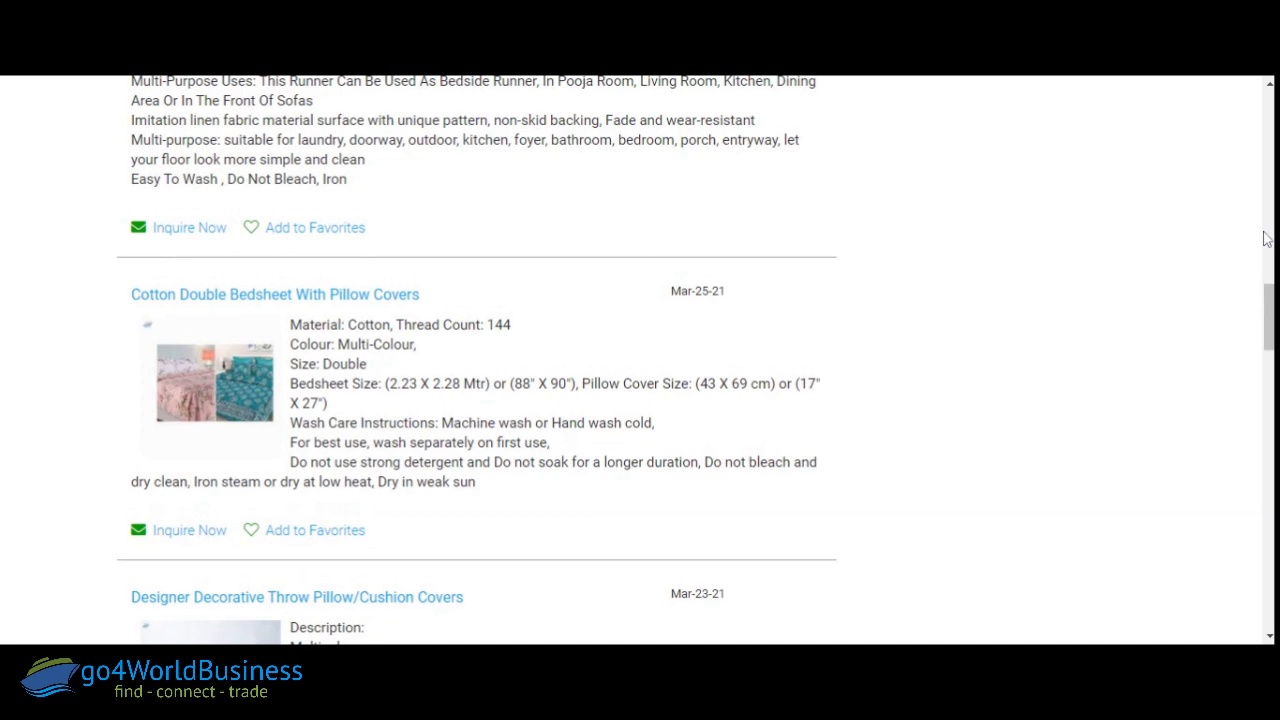 Multi-Purpose Uses: This Runner Can Be Used As Bedside Runner, In Pooja Room, Living Room, Kitchen, Dining
Area Or In The Front Of Sofas
Imitation linen fabric material surface with unique pattern, non-skid backing, Fade and wear-resistant
Multi-purpose: suitable for laundry, doorway, outdoor, kitchen, foyer, bathroom, bedroom, porch, entryway, let
your floor look more simple and clean
Easy To Wash , Do Not Bleach, Iron
Inquire Now Add to Favorites
Cotton Double Bedsheet With Pillow Covers Mar-25-21
Material: Cotton, Thread Count: 144
Colour: Multi-Colour,
Size: Double
Bedsheet Size: (2.23 X 2.28 Mtr) or (88" X 90"), Pillow Cover Size: (43 X 69 cm) or (17"
X 27")
Wash Care Instructions: Machine wash or Hand wash cold,
For best use, wash separately on first use,
Do not use strong detergent and Do not soak for a longer duration, Do not bleach and
dry clean, Iron steam or dry at low heat, Dry in weak sun
Inquire Now Add to Favorites
Designer Decorative Throw Pillow/Cushion Covers Mar-23-21
Description:
go4WorldBusiness
find - connect - trade